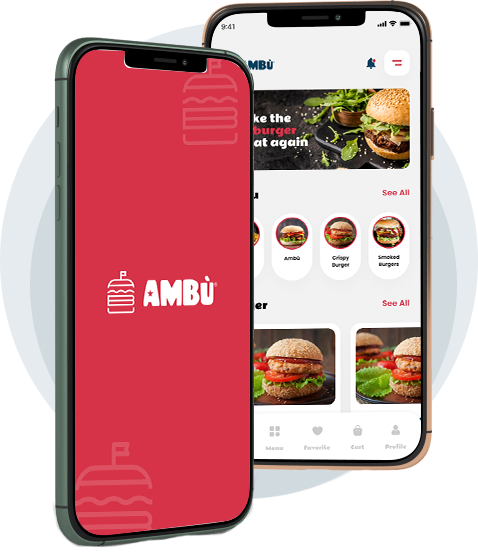 AMBÙ
9:41
MBÙ
ke the
burger
at again
u
See All
Ambù
Crispy
Burger
Smoked
Burgers
er
See All
Menu
Favorite
Cart
Profile